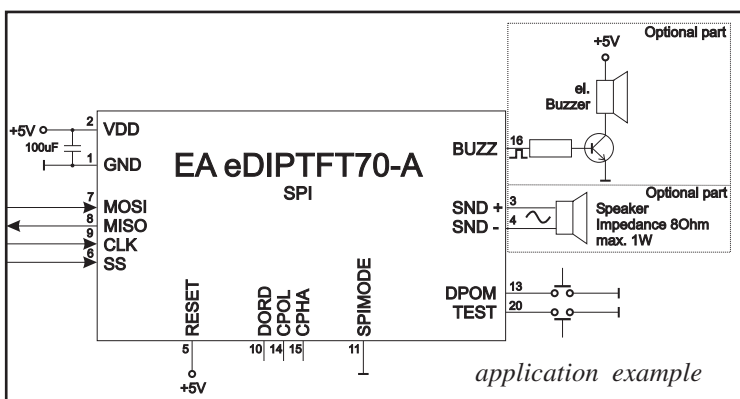 Optional part
+5V
el.
Buzzer
2
+5V
VDD
100uF
1
GND
EA eDIPTFT70-A
SPI
BUZZ
16
Optional part
7
MOSI
8
MISO
9
CLK
6
SS
SND +
3
SND -
4
Speaker
Impedance 8Ohm
max. 1W
DPOM
13
TEST
20
RESET
DORD
CPOL
CPHA
SPIMODE
5
10
14
15
11
+5V
application example